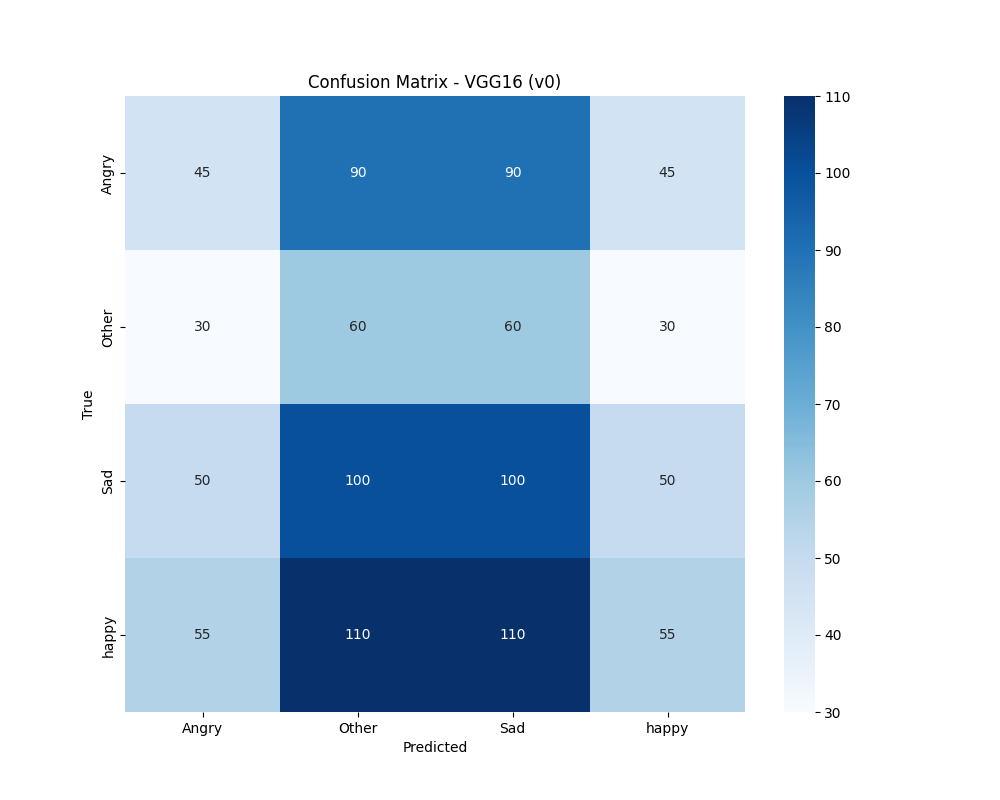 Confusion Matrix - VGG16 (v0)
True
Angry
45 90 90 45
Other
30 60 60 30
Sad
50 100 100 50
happy
55 110 110 55
Angry Other Sad happy
Predicted
110
100
90
80
70
60
50
40
30